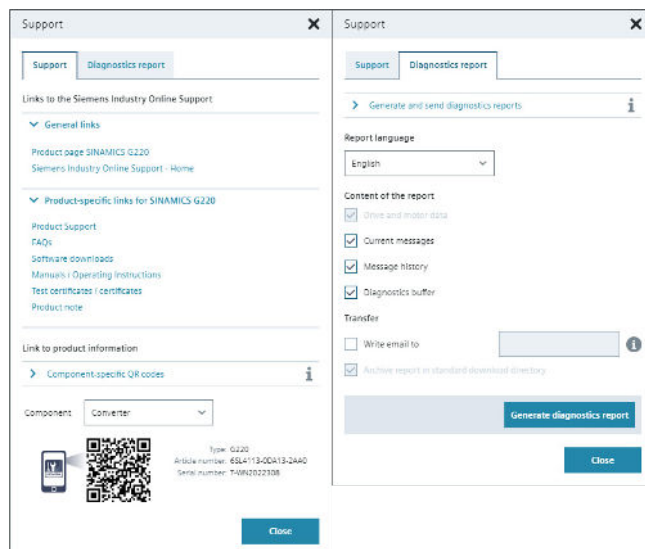 Support
Support
Diagnostics report
Links to the Siemens Industry Online Support
General links
Product page SINAMICS G220
Siemens Industry Online Support - Home
Product-specific links for SINAMICS G220
Product Support
FAQs
Software downloads
Manuals / Operating Instructions
Test certificates / certificates
Product note
Link to product information
Component-specific QR codes
Component Converter
Type: G220
Article number: 6SL4113-0DA13-2AA0
Serial number: T-WN2022308
Close
Support
Support
Diagnostics report
Generate and send diagnostics reports
Report language
English
Content of the report
Drive and motor data
Current messages
Message history
Diagnostics buffer
Transfer
Write email to
Archive report in standard download directory
Generate diagnostics report
Close